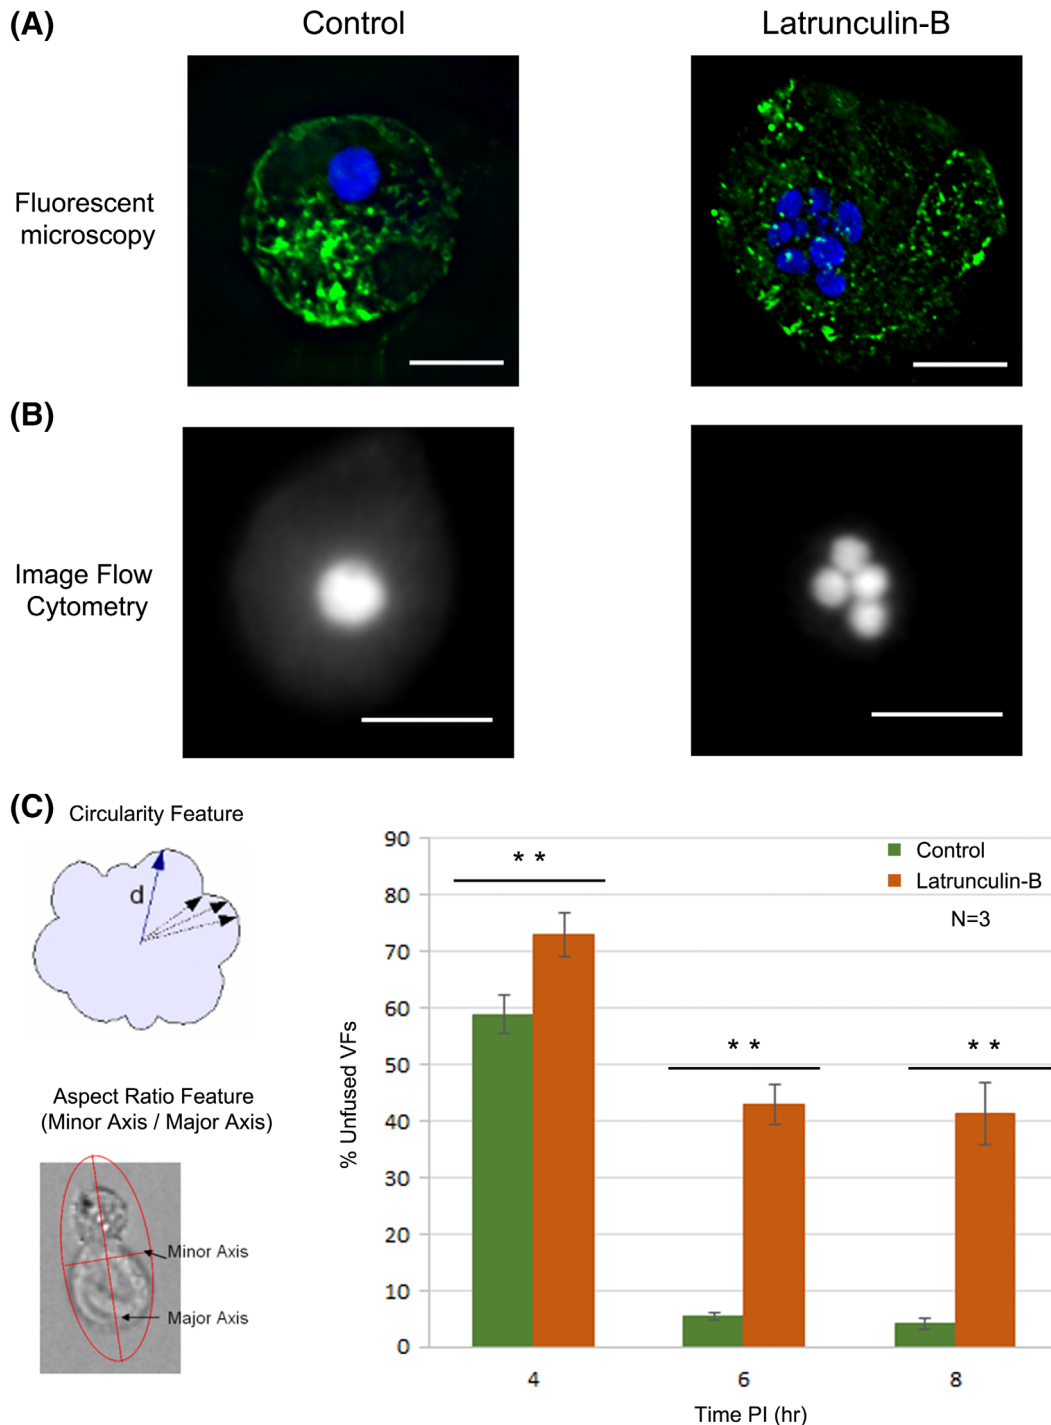 (A)
Control
Latrunculin-B
Fluorescent
microscopy
(B)
Image Flow
Cytometry
(C)
Circularity Feature
d
Aspect Ratio Feature
(Minor Axis / Major Axis)
Minor Axis
Major Axis
% Unfused VFs
90
80
70
60
50
40
30
20
10
0
* *
* *
* *
Control
Latrunculin-B
N=3
4
6
8
Time PI (hr)